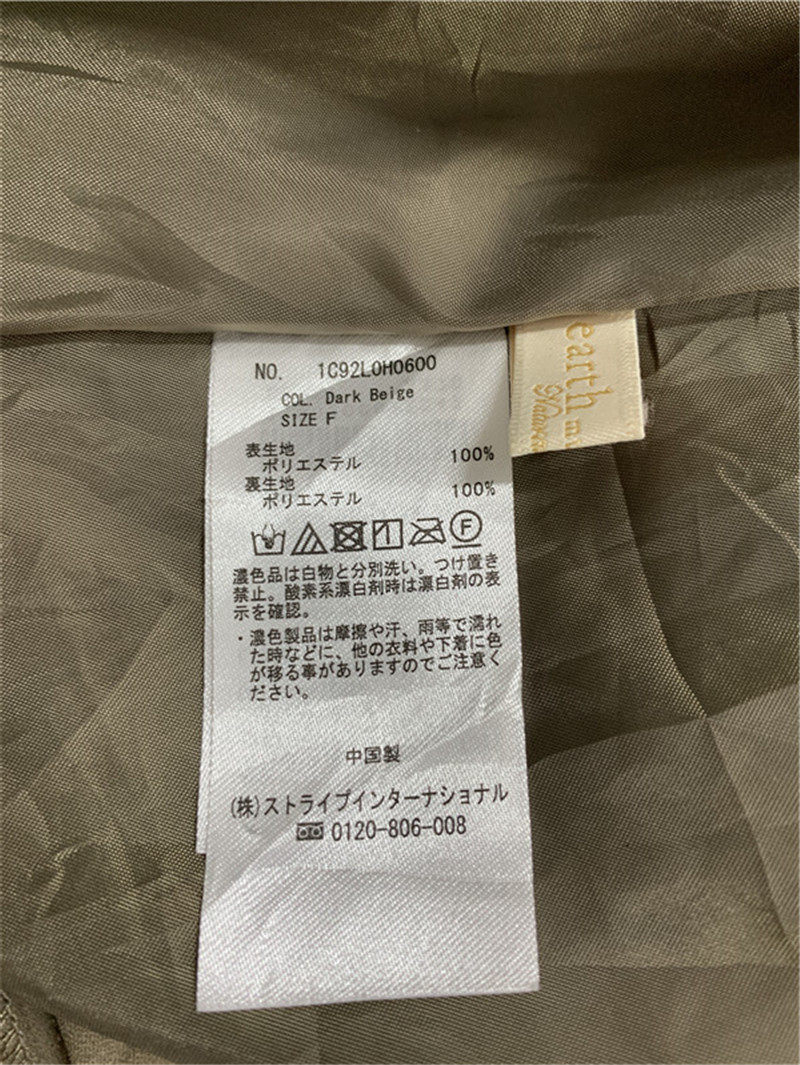 NO. 1C92L0H0600
COL. Dark Beige
SIZE F
表生地
ポリエステル 100%
裏生地
ポリエステル 100%
F
濃色品は白物と分別洗い。つけ置き
禁止。酸素系漂白剤時は漂白剤の表
示を確認。
・濃色製品は摩擦や汗、雨等で濡れ
た時などに、他の衣料や下着に色
が移る事がありますのでご注意く
ださい。
中国製
(株)ストライプインターナショナル
0120-806-008
earth